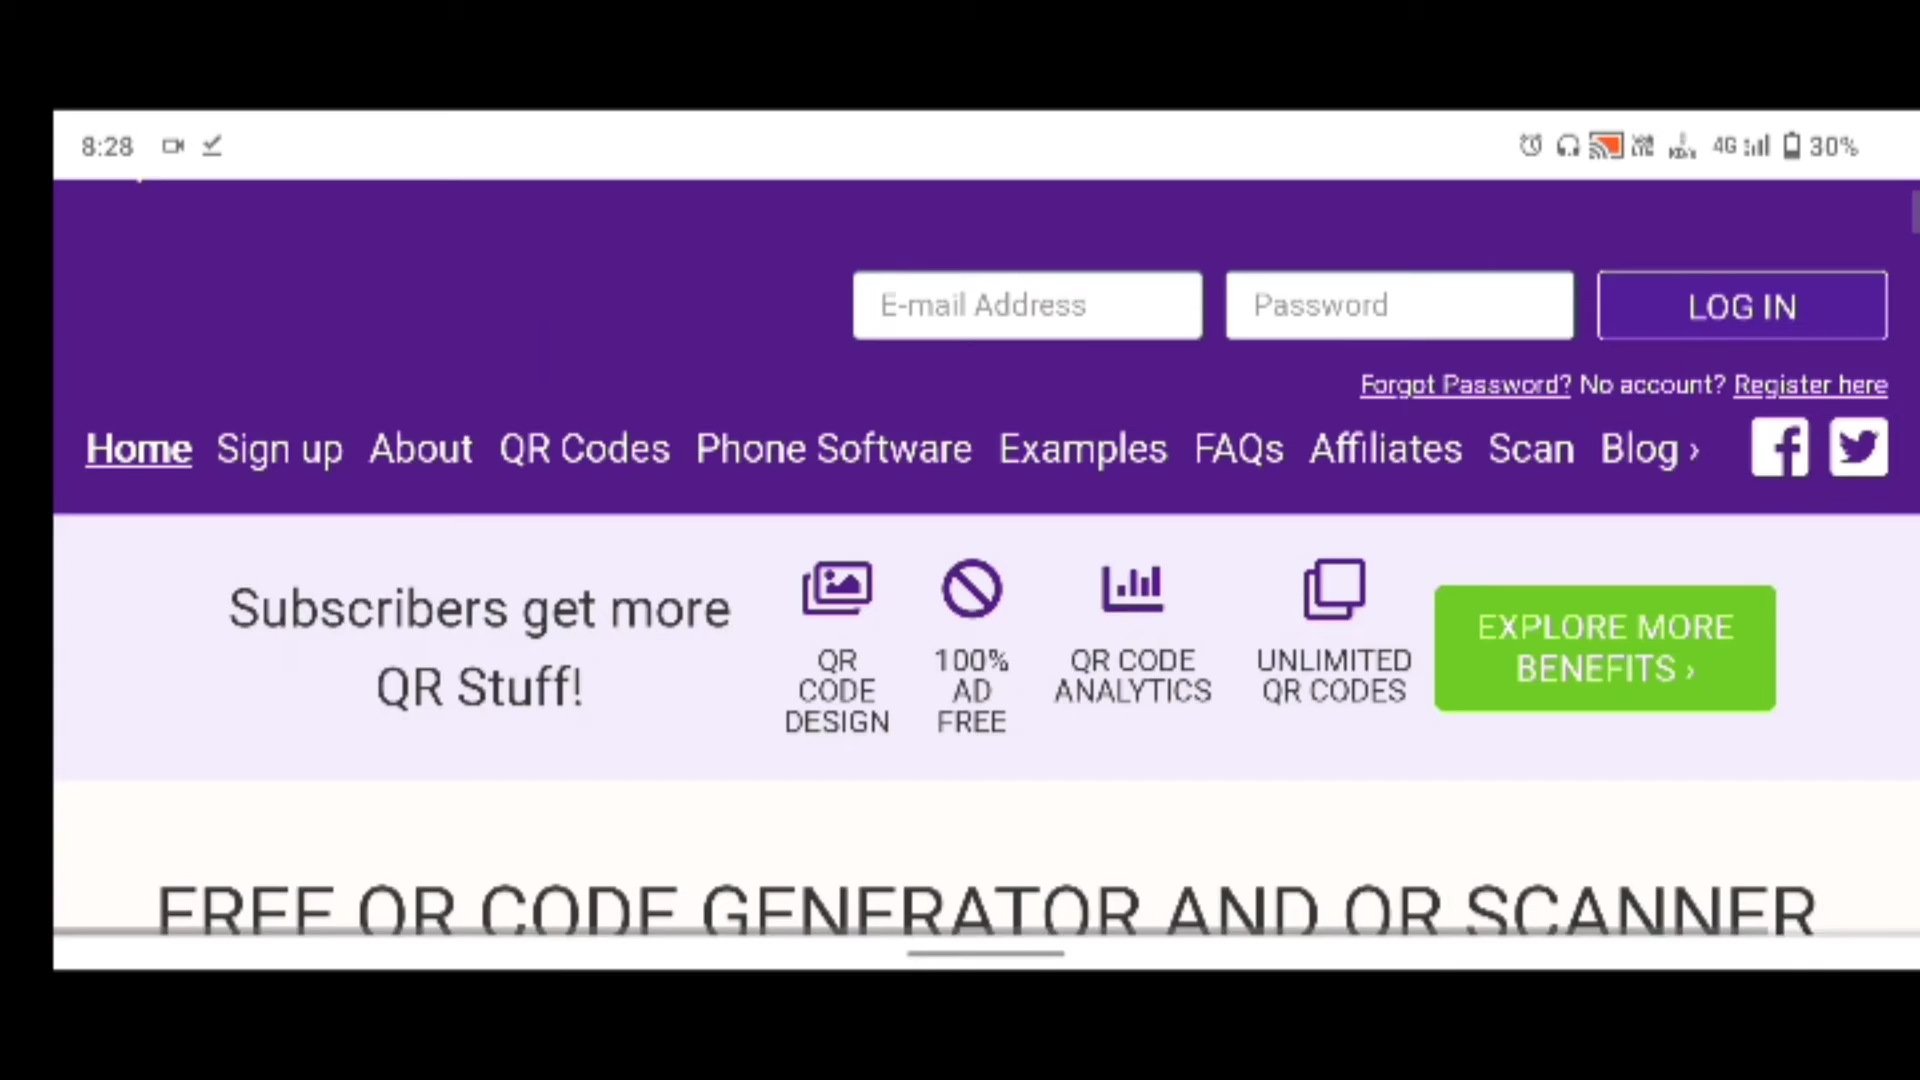 8:28 4G 30%
E-mail Address Password LOG IN
Forgot Password? No account? Register here
Home Sign up About QR Codes Phone Software Examples FAQs Affiliates Scan Blog ›
Subscribers get more
QR Stuff!
QR
CODE
DESIGN
100%
AD
FREE
QR CODE
ANALYTICS
UNLIMITED
QR CODES
EXPLORE MORE
BENEFITS ›
FREE QR CODE GENERATOR AND QR SCANNER